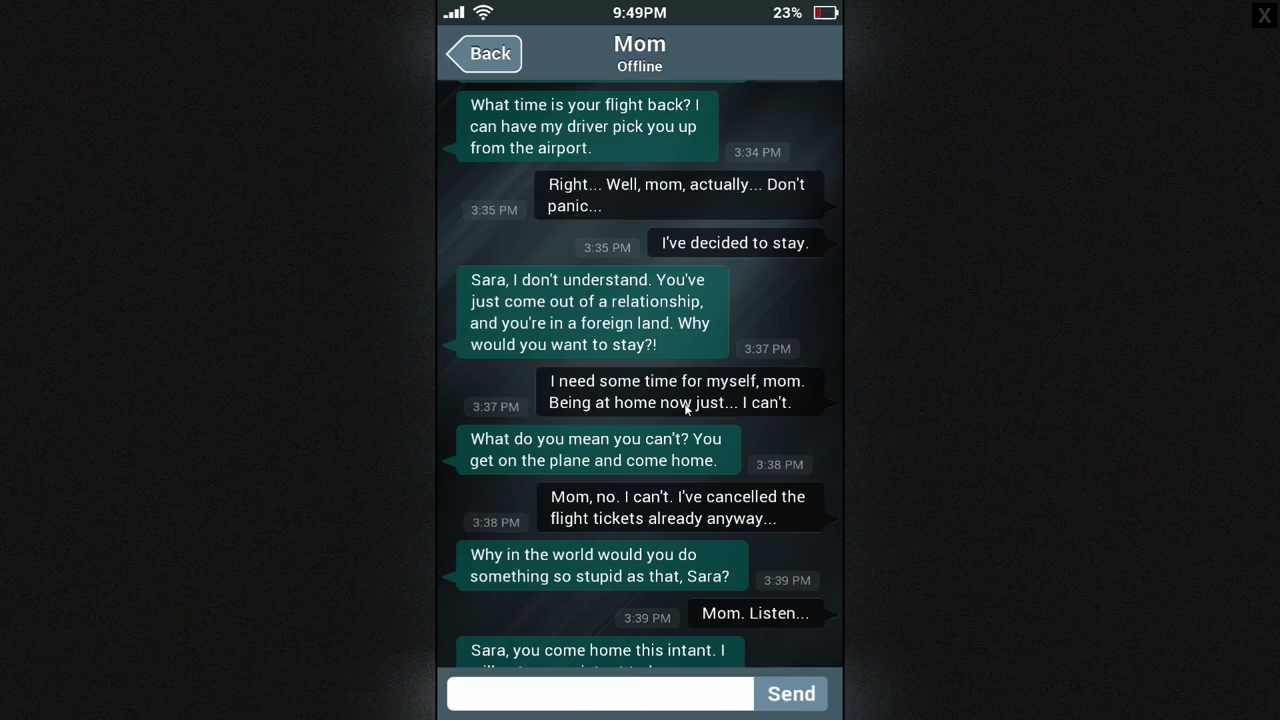 9:49PM
23%
X
Back
Mom
Offline
What time is your flight back? I
can have my driver pick you up
from the airport.
3:34 PM
Right... Well, mom, actually... Don't
panic...
3:35 PM
I've decided to stay.
3:35 PM
Sara, I don't understand. You've
just come out of a relationship,
and you're in a foreign land. Why
would you want to stay?!
3:37 PM
I need some time for myself, mom.
Being at home now just... I can't.
3:37 PM
What do you mean you can't? You
get on the plane and come home.
3:38 PM
Mom, no. I can't. I've cancelled the
flight tickets already anyway...
3:38 PM
Why in the world would you do
something so stupid as that, Sara?
3:39 PM
Mom. Listen...
3:39 PM
Sara, you come home this intant. I
Send